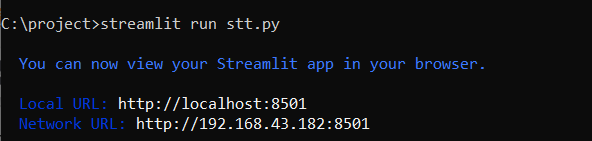 C:\project>streamlit run stt.py
You can now view your Streamlit app in your browser.
Local URL: http://localhost:8501
Network URL: http://192.168.43.182:8501